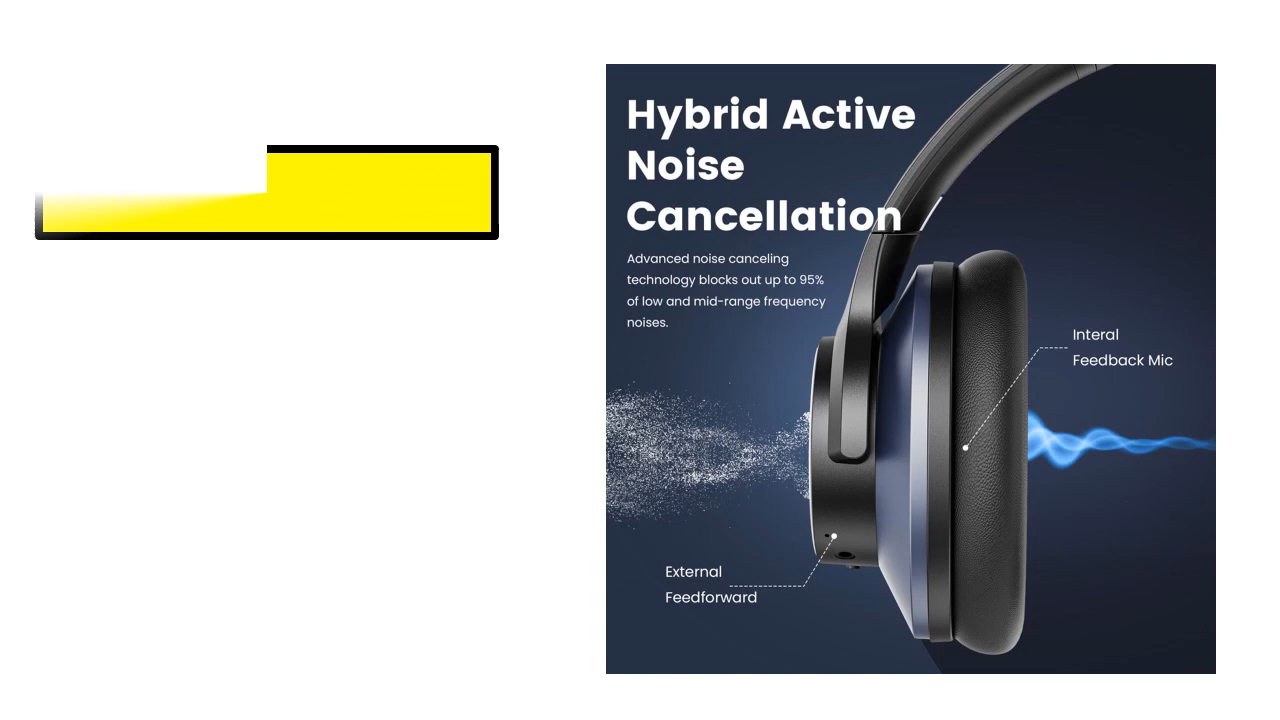 Hybrid Active
Noise
Cancellation
Advanced noise canceling
technology blocks out up to 95%
of low and mid-range frequency
noises.
Interal
Feedback Mic
External
Feedforward